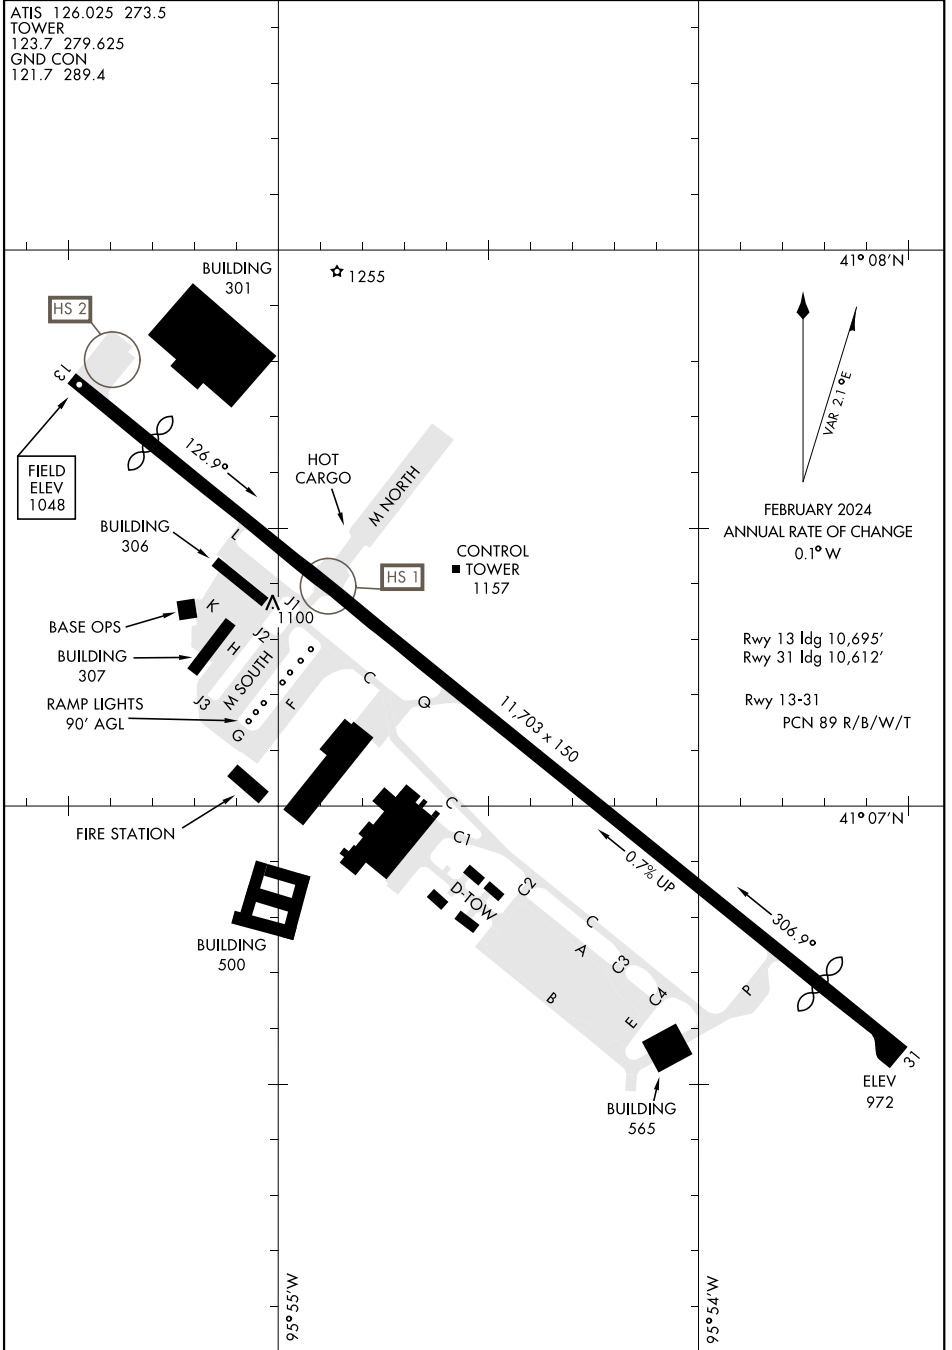 ATIS 126.025 273.5
TOWER
123.7 279.625
GND CON
121.7 289.4
41° 08'N
BUILDING
301
1255
HS 2
13
VAR 2.1°E
126.9°
FIELD
ELEV
1048
HOT
CARGO
M NORTH
FEBRUARY 2024
ANNUAL RATE OF CHANGE
0.1° W
BUILDING
306
L
CONTROL
TOWER
1157
HS 1
J1
1100
K
BASE OPS
J2
H
BUILDING
307
M SOUTH
Rwy 13 ldg 10,695'
Rwy 31 ldg 10,612'
Rwy 13-31
PCN 89 R/B/W/T
C
Q
J3
F
RAMP LIGHTS
90' AGL
G
11,703 x 150
C
41° 07'N
FIRE STATION
C1
0.7% UP
C2
D-TOW
306.9°
C
A
BUILDING
500
C3
B
C4
P
E
31
ELEV
972
BUILDING
565
95° 55'W
95° 54'W